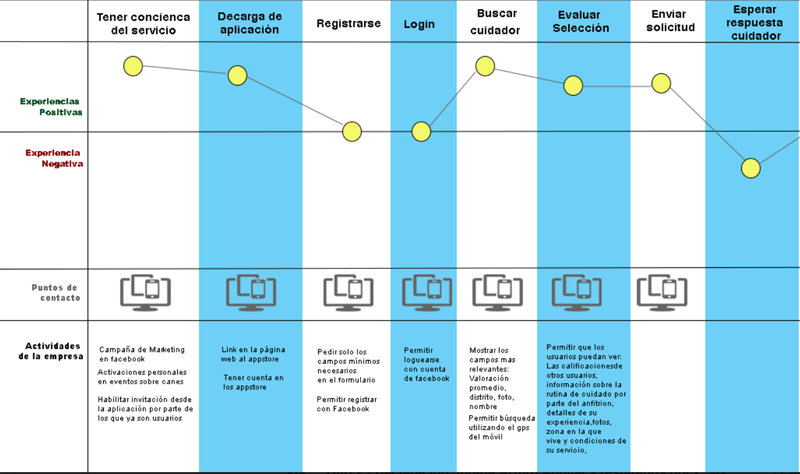 Tener conciencia
del servicio
Decarga de
aplicación
Registrarse
Login
Buscar
cuidador
Evaluar
Selección
Enviar
solicitud
Esperar
respuesta
cuidador
Experiencias
Positivas
Experiencia
Negativa
Puntos de
contacto
Actividades
de la empresa
Campaña de Marketing
en facebook
Activaciones personales
en eventos sobre canes
Habilitar invitación desde
la aplicación por parte de
los que ya son usuarios
Link en la página
web al appstore
Tener cuenta en
los appstore
Pedir solo los
campos mínimos
necesarios
en el formulario
Permitir registrar
con Facebook
Permitir
loguearse
con cuenta
de facebook
Mostrar los
campos mas
relevantes:
Valoración
promedio,
distrito, foto,
nombre
Permitir búsqueda
utilizando el gps
del móvil
Permitir que los
usuarios puedan ver:
Las calificacionesde
otros usuarios,
información sobre la
rutina de cuidado por
parte del anfitrion,
detalles de su
experiencia,fotos,
zona en la que
vive y condiciones de
su servicio,